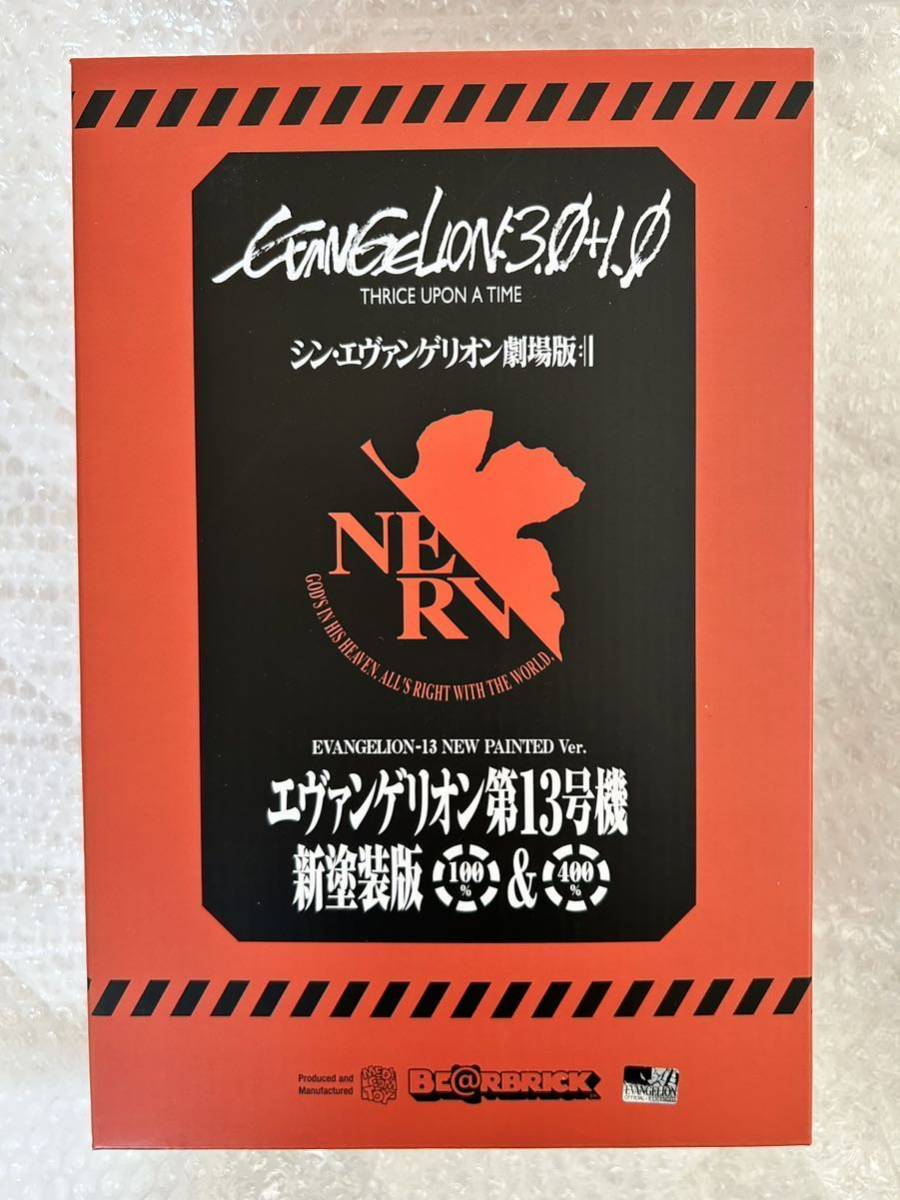 EVANGELION:3.0+1.0
THRICE UPON A TIME
シン・エヴァンゲリオン劇場版𝄇
NERV
GOD'S IN HIS HEAVEN, ALL'S RIGHT WITH THE WORLD.
EVANGELION-13 NEW PAINTED Ver.
エヴァンゲリオン第13号機
新塗装版 100% & 400%
Produced and Manufactured
MEDICOM TOY
BE@RBRICK
EVANGELION